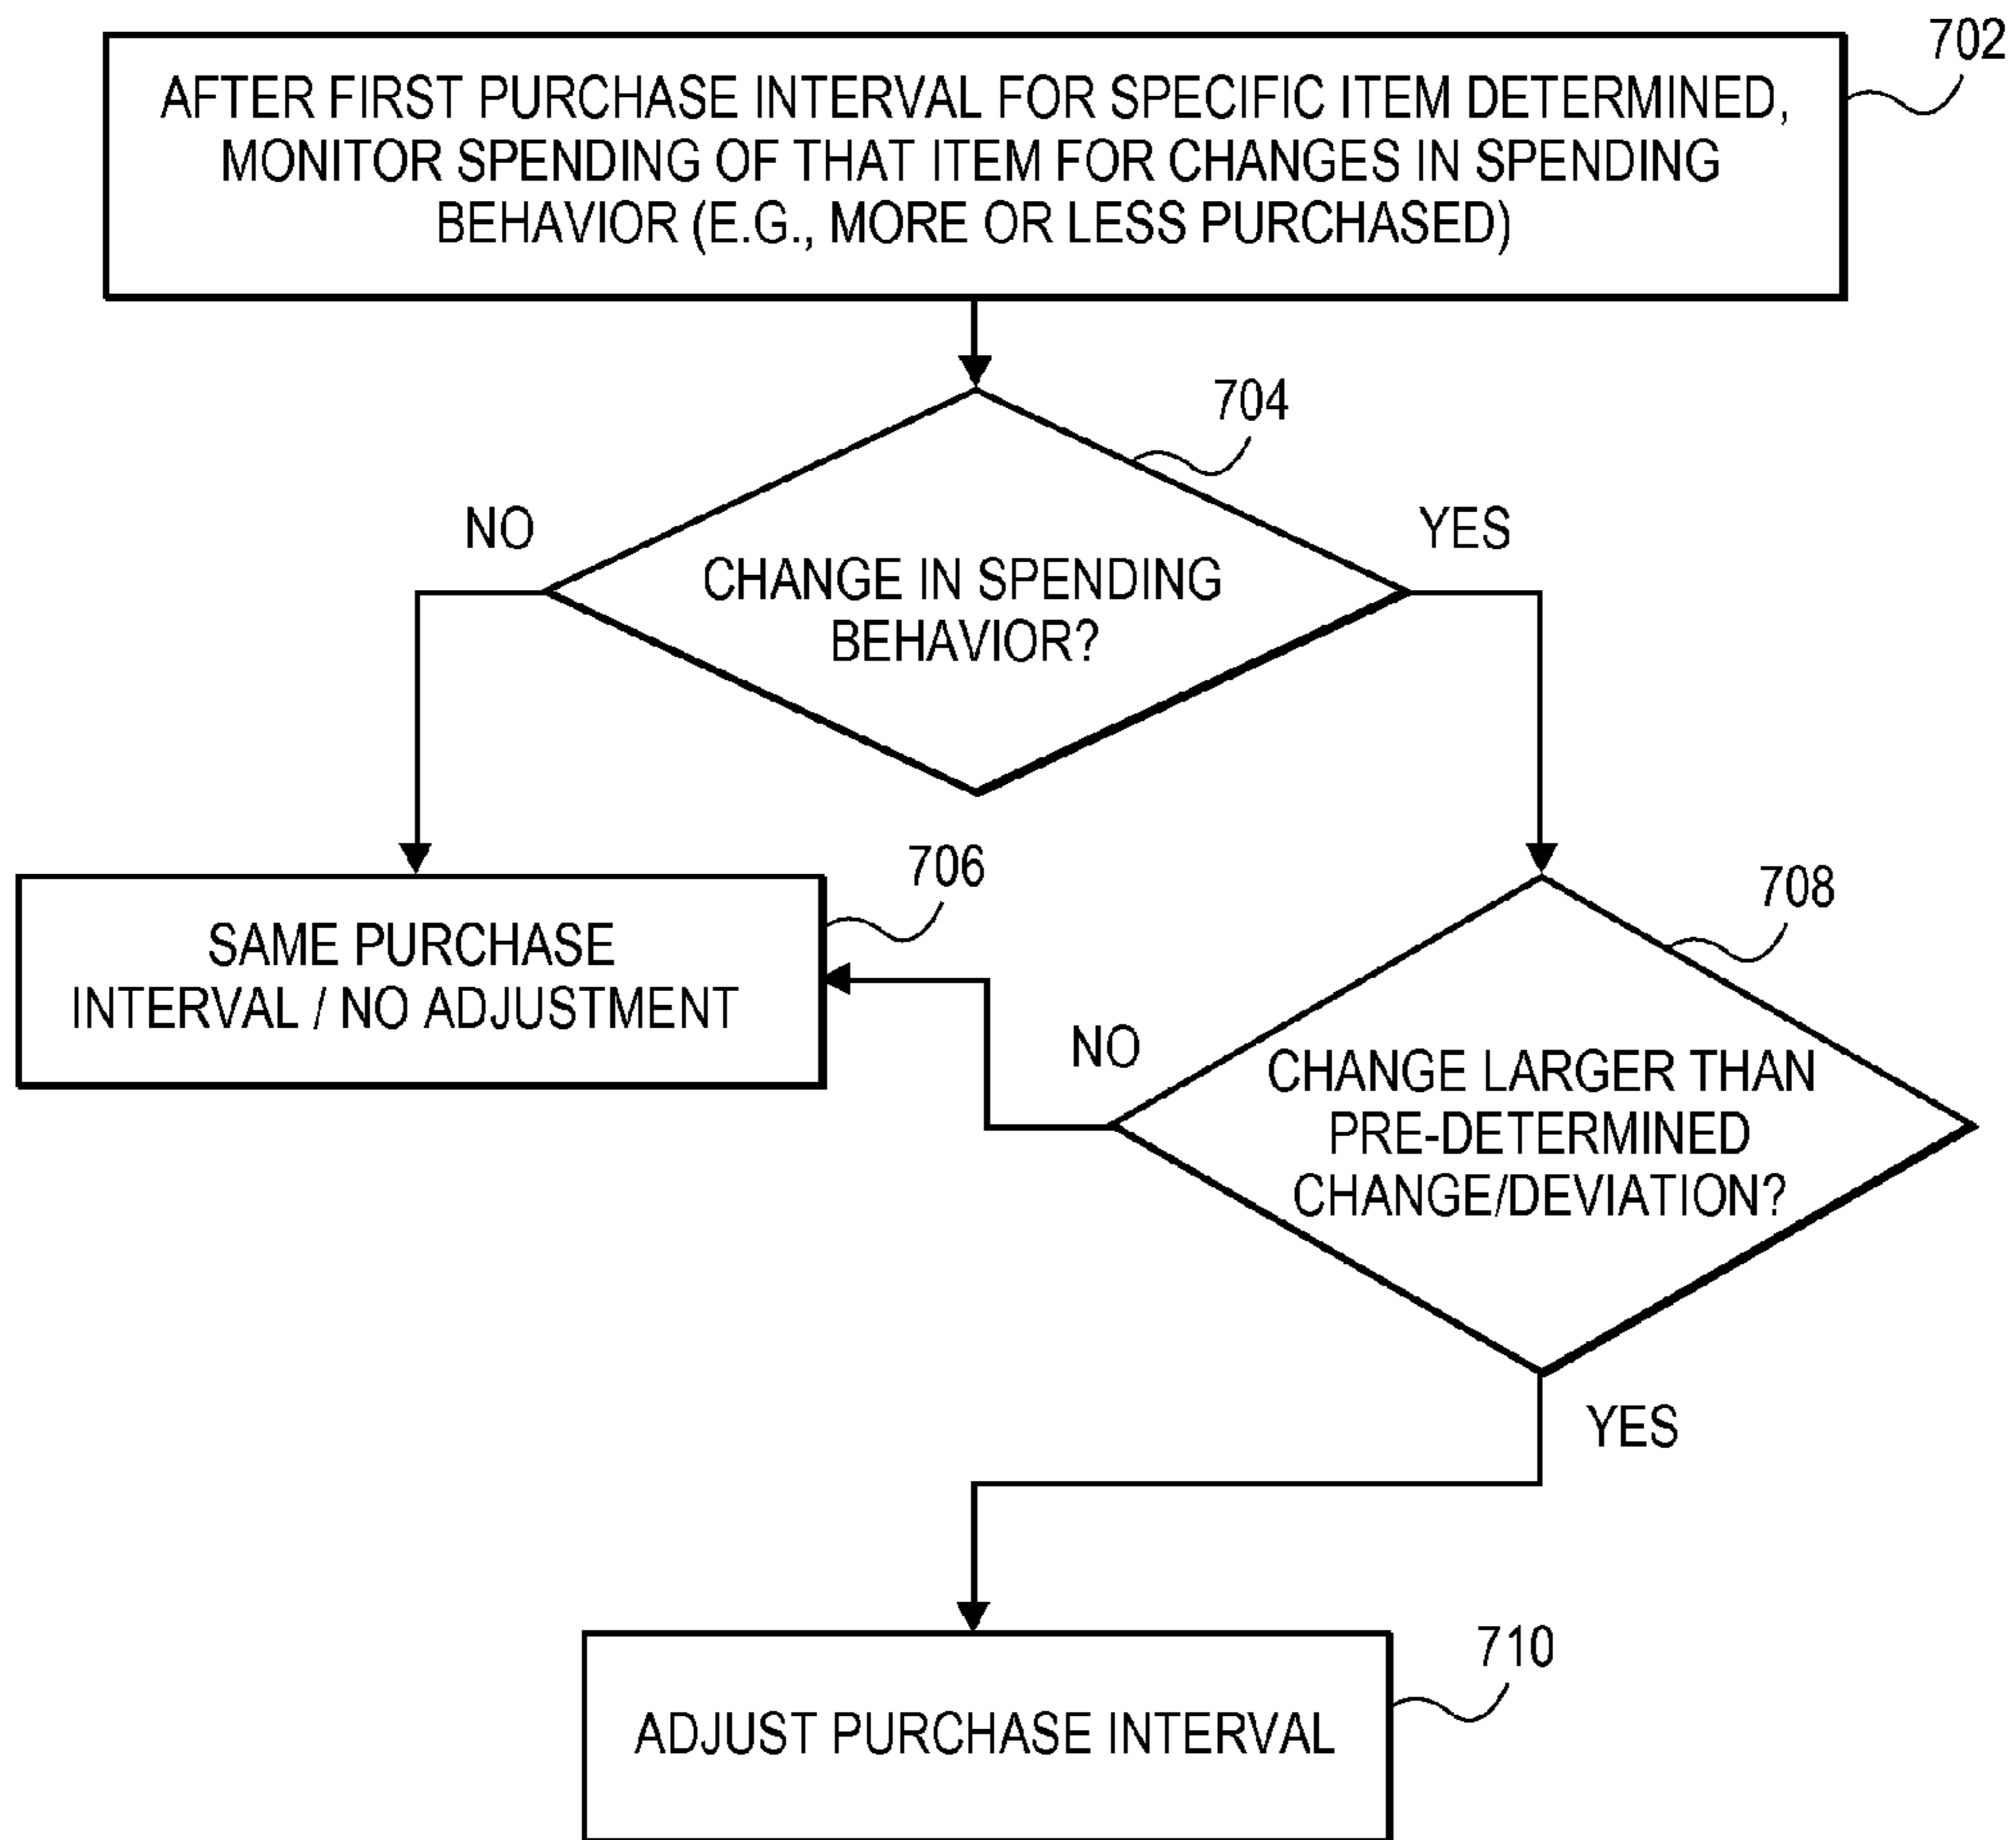 702
AFTER FIRST PURCHASE INTERVAL FOR SPECIFIC ITEM DETERMINED,
MONITOR SPENDING OF THAT ITEM FOR CHANGES IN SPENDING
BEHAVIOR (E.G., MORE OR LESS PURCHASED)
704
NO
YES
CHANGE IN SPENDING
BEHAVIOR?
706
708
SAME PURCHASE
INTERVAL / NO ADJUSTMENT
NO
CHANGE LARGER THAN
PRE-DETERMINED
CHANGE/DEVIATION?
YES
710
ADJUST PURCHASE INTERVAL